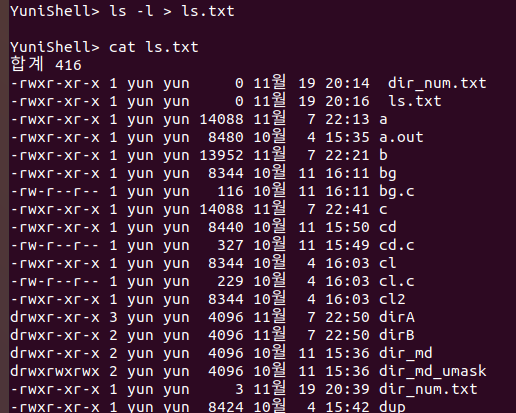 YuniShell> ls -l > ls.txt
YuniShell> cat ls.txt
합계 416
-rwxr-xr-x 1 yun yun     0 11월 19 20:14  dir_num.txt
-rwxr-xr-x 1 yun yun     0 11월 19 20:16  ls.txt
-rwxr-xr-x 1 yun yun 14088 11월  7 22:13 a
-rwxr-xr-x 1 yun yun  8480 10월  4 15:35 a.out
-rwxr-xr-x 1 yun yun 13952 11월  7 22:21 b
-rwxr-xr-x 1 yun yun  8344 10월 11 16:11 bg
-rw-r--r-- 1 yun yun   116 10월 11 16:11 bg.c
-rwxr-xr-x 1 yun yun 14088 11월  7 22:41 c
-rwxr-xr-x 1 yun yun  8440 10월 11 15:50 cd
-rw-r--r-- 1 yun yun   327 10월 11 15:49 cd.c
-rwxr-xr-x 1 yun yun  8344 10월  4 16:03 cl
-rw-r--r-- 1 yun yun   229 10월  4 16:03 cl.c
-rwxr-xr-x 1 yun yun  8344 10월  4 16:03 cl2
drwxr-xr-x 3 yun yun  4096 11월  7 22:50 dirA
drwxr-xr-x 2 yun yun  4096 11월  7 22:50 dirB
drwxr-xr-x 2 yun yun  4096 10월 11 15:36 dir_md
drwxrwxrwx 2 yun yun  4096 10월 11 15:36 dir_md_umask
-rwxr-xr-x 1 yun yun     3 11월 19 20:39 dir_num.txt
-rwxr-xr-x 1 yun yun  8424 10월  4 15:42 dup